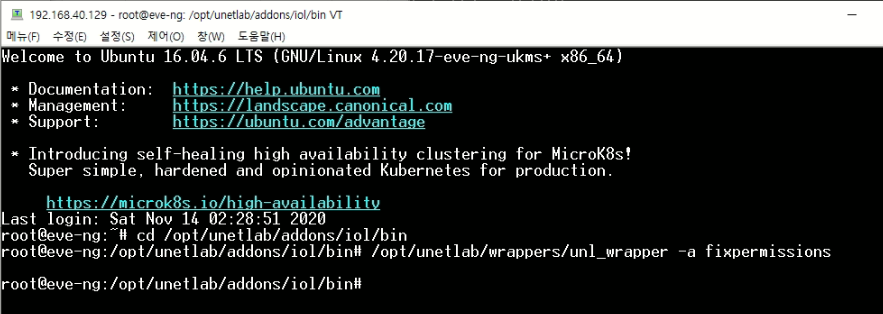 192.168.40.129 - root@eve-ng: /opt/unetlab/addons/iol/bin VT
메뉴(F) 수정(E) 설정(S) 제어(O) 창(W) 도움말(H)
Welcome to Ubuntu 16.04.6 LTS (GNU/Linux 4.20.17-eve-ng-ukms+ x86_64)
* Documentation: https://help.ubuntu.com
* Management: https://landscape.canonical.com
* Support: https://ubuntu.com/advantage
* Introducing self-healing high availability clustering for MicroK8s!
Super simple, hardened and opinionated Kubernetes for production.
https://microk8s.io/high-availability
Last login: Sat Nov 14 02:28:51 2020
root@eve-ng:~# cd /opt/unetlab/addons/iol/bin
root@eve-ng:/opt/unetlab/addons/iol/bin# /opt/unetlab/wrappers/unl_wrapper -a fixpermissions
root@eve-ng:/opt/unetlab/addons/iol/bin#